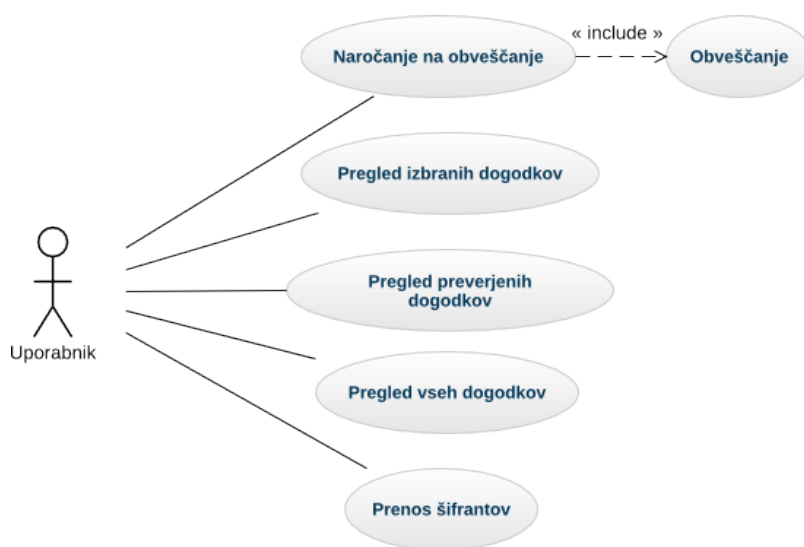 « include »
Naročanje na obveščanje
Obveščanje
Pregled izbranih dogodkov
Pregled preverjenih
dogodkov
Uporabnik
Pregled vseh dogodkov
Prenos šifrantov